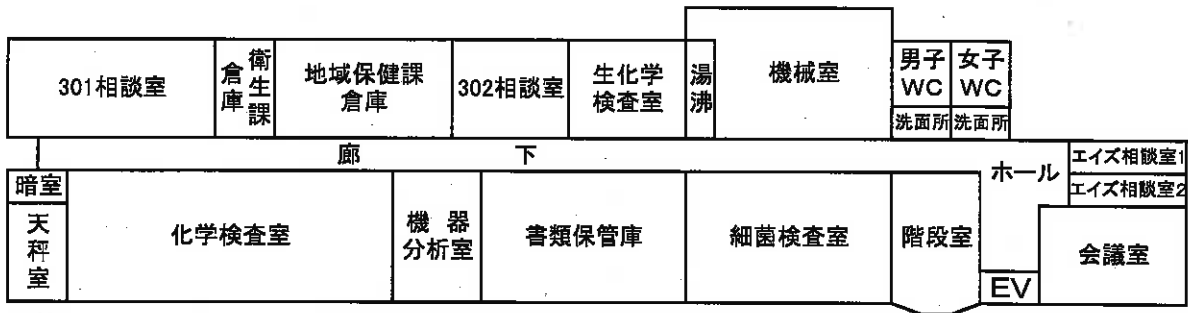 301相談室
衛生課
倉庫
地域保健課
倉庫
302相談室
生化学
検査室
湯沸
機械室
男子
WC
女子
WC
洗面所
洗面所
廊下
ホール
エイズ相談室1
エイズ相談室2
暗室
天秤室
化学検査室
機器
分析室
書類保管庫
細菌検査室
階段室
EV
会議室